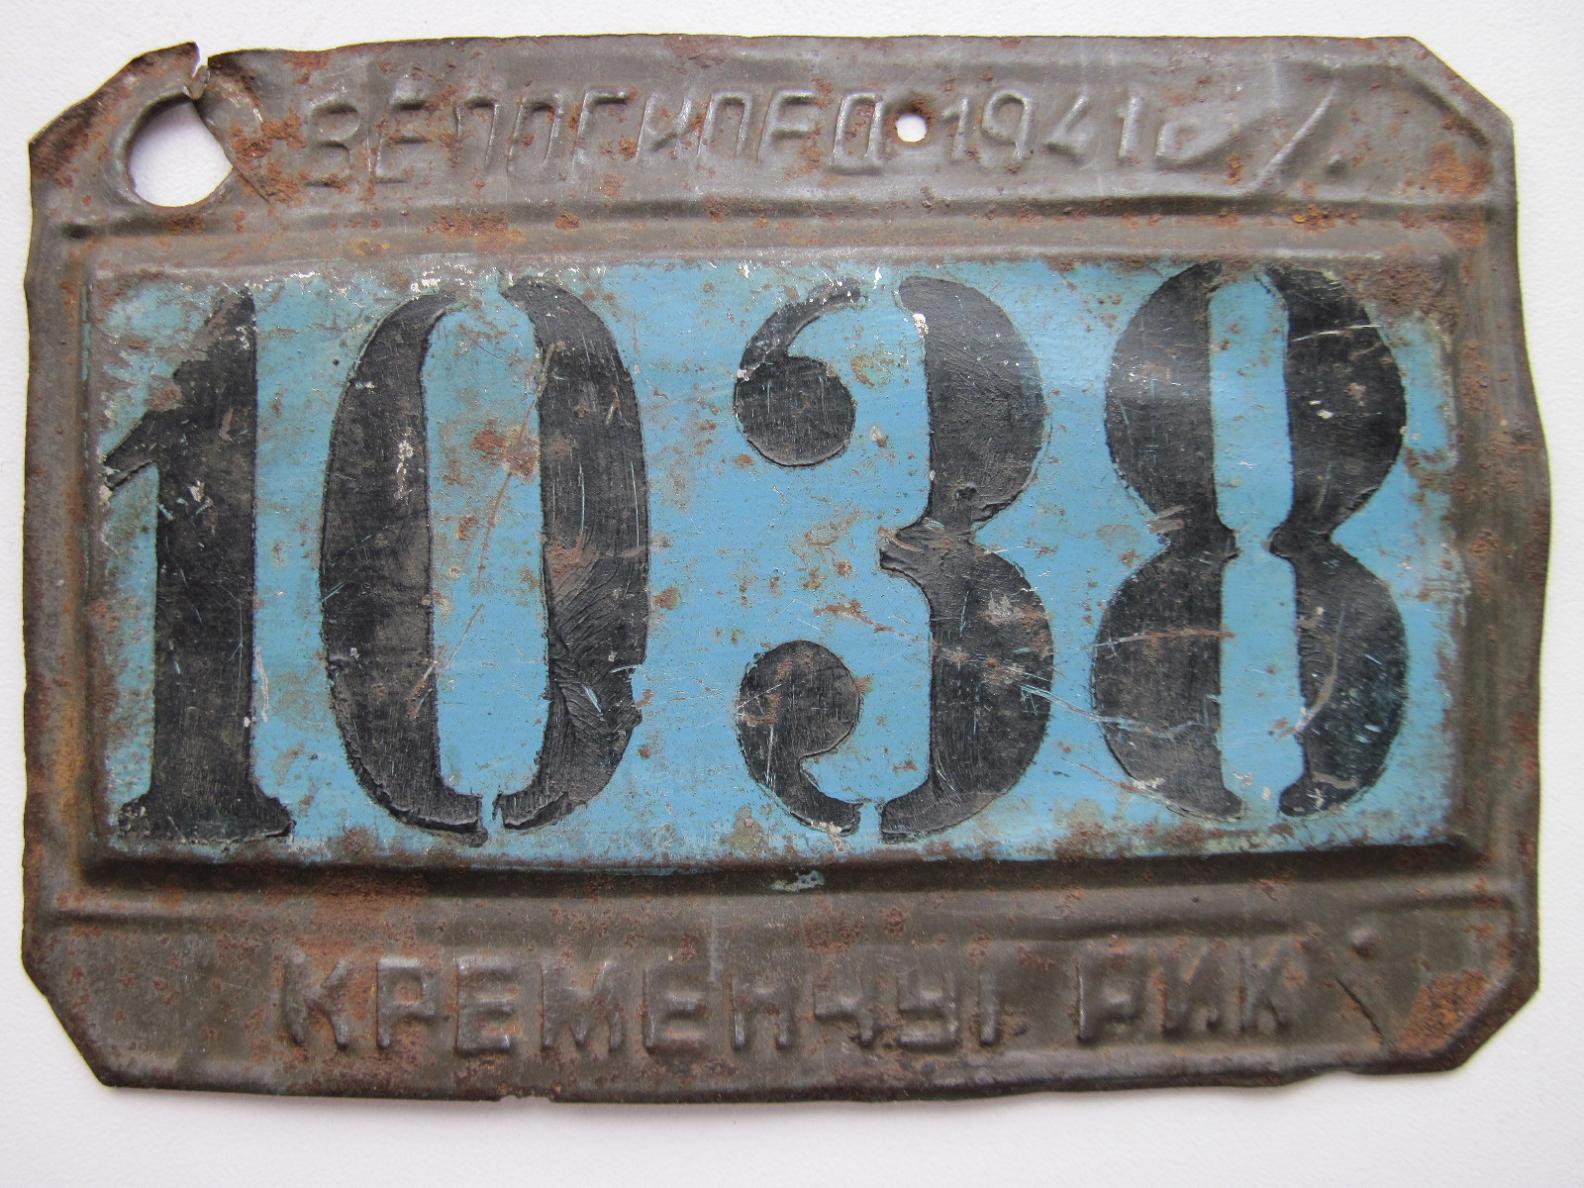 ВЕЛОСИПЕД 1941 г.
1038
КРЕМЕНЧУГ РИК